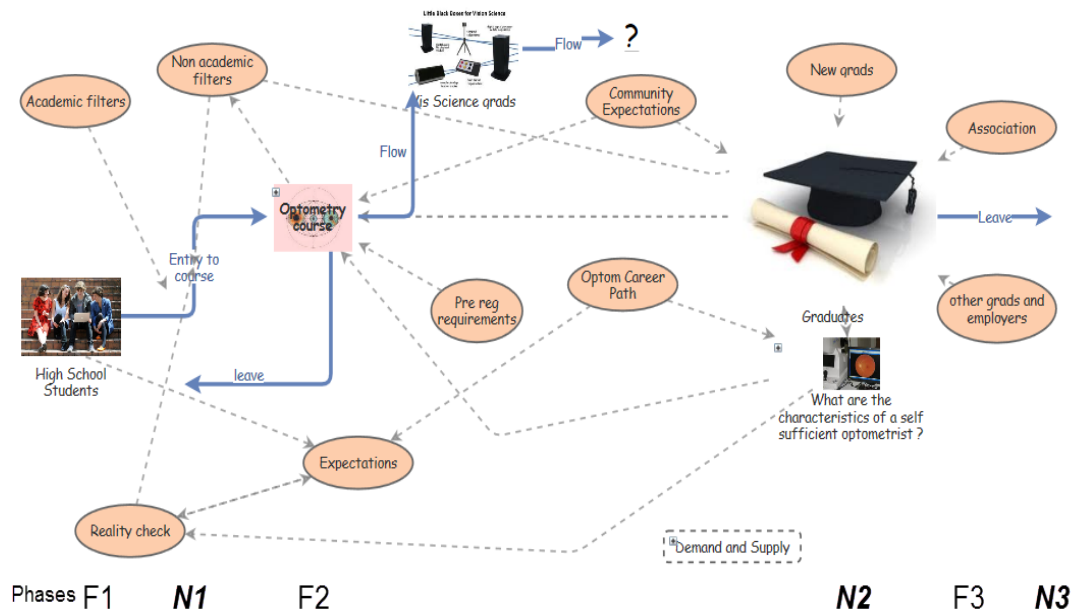 Little Black Boxes for Vision Science
Flow
?
Non academic
filters
New grads
Academic filters
is Science grads
Community
Expectations
Association
Flow
Optometry
course
Leave
Entry to
course
Optom Career
Path
Pre reg
requirements
other grads and
employers
Graduates
High School
Students
leave
What are the
characteristics of a self
sufficient optometrist ?
Expectations
Reality check
Demand and Supply
Phases F1 N1 F2 N2 F3 N3